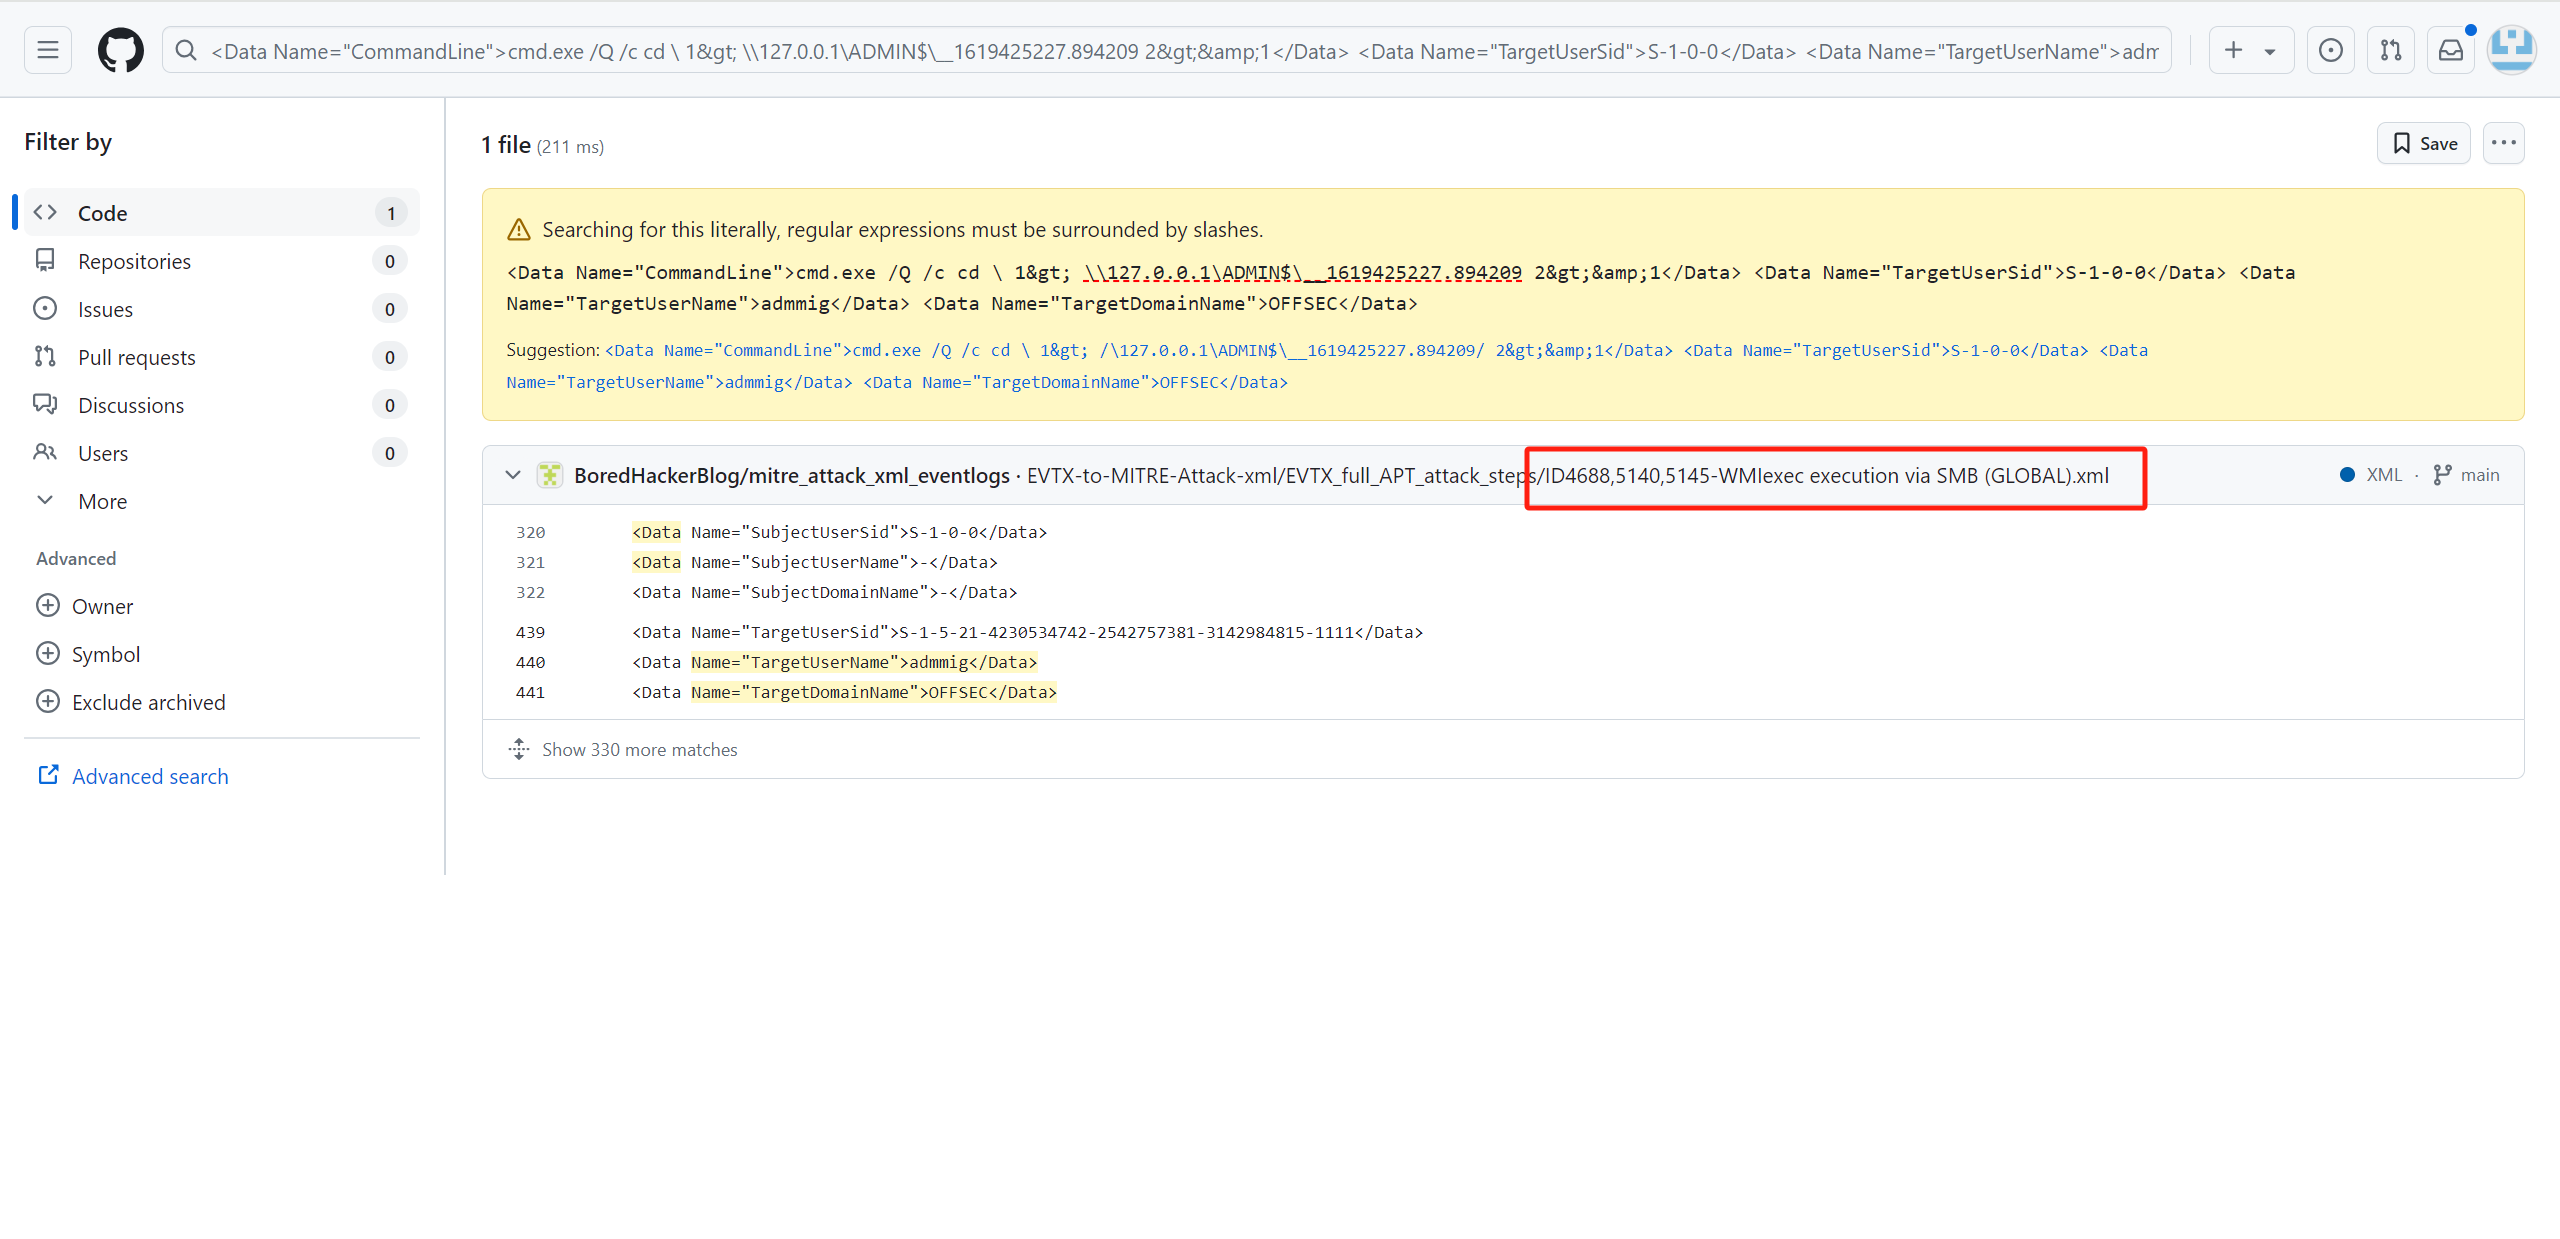 <Data Name="CommandLine">cmd.exe /Q /c cd \ 1&gt; \\127.0.0.1\ADMIN$\__1619425227.894209 2&gt;&amp;1</Data> <Data Name="TargetUserSid">S-1-0-0</Data> <Data Name="TargetUserName">adm
Filter by
Code 1
Repositories 0
Issues 0
Pull requests 0
Discussions 0
Users 0
More
Advanced
Owner
Symbol
Exclude archived
Advanced search
1 file (211 ms)
Save
Searching for this literally, regular expressions must be surrounded by slashes.
<Data Name="CommandLine">cmd.exe /Q /c cd \ 1&gt; \\127.0.0.1\ADMIN$\__1619425227.894209 2&gt;&amp;1</Data> <Data Name="TargetUserSid">S-1-0-0</Data> <Data
Name="TargetUserName">admmig</Data> <Data Name="TargetDomainName">OFFSEC</Data>
Suggestion: <Data Name="CommandLine">cmd.exe /Q /c cd \ 1&gt; /\127.0.0.1\ADMIN$\__1619425227.894209/ 2&gt;&amp;1</Data> <Data Name="TargetUserSid">S-1-0-0</Data> <Data
Name="TargetUserName">admmig</Data> <Data Name="TargetDomainName">OFFSEC</Data>
BoredHackerBlog/mitre_attack_xml_eventlogs · EVTX-to-MITRE-Attack-xml/EVTX_full_APT_attack_steps/ID4688,5140,5145-WMIexec execution via SMB (GLOBAL).xml XML · main
320 <Data Name="SubjectUserSid">S-1-0-0</Data>
321 <Data Name="SubjectUserName">-</Data>
322 <Data Name="SubjectDomainName">-</Data>
439 <Data Name="TargetUserSid">S-1-5-21-4230534742-2542757381-3142984815-1111</Data>
440 <Data Name="TargetUserName">admmig</Data>
441 <Data Name="TargetDomainName">OFFSEC</Data>
Show 330 more matches